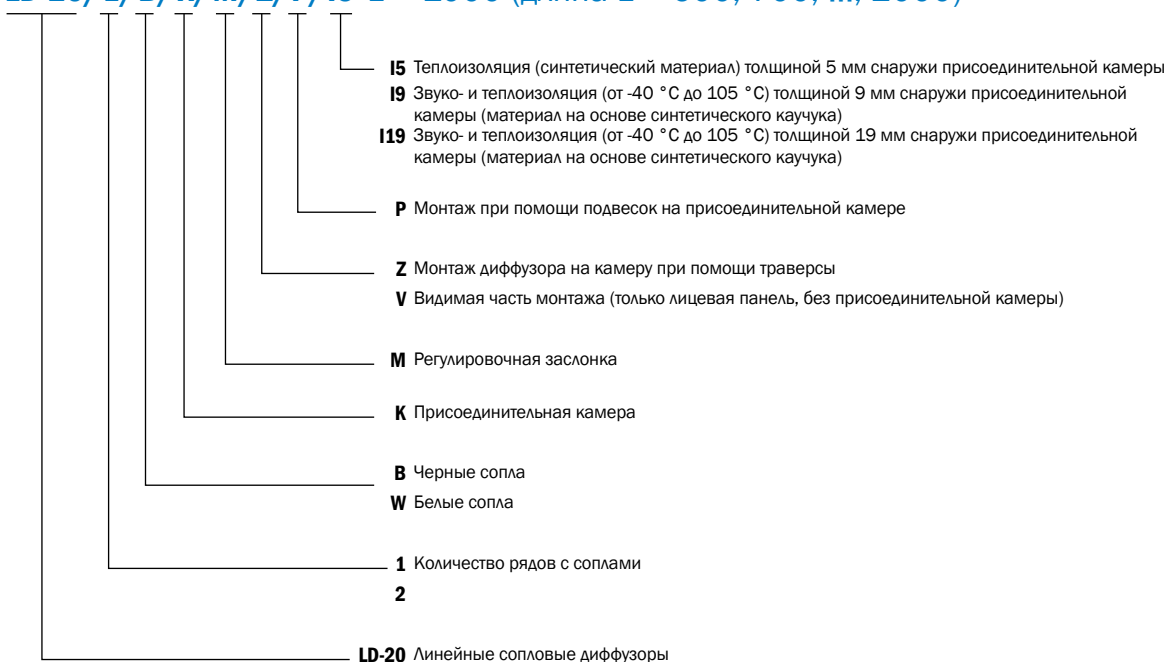 (длина
I5 Теплоизоляция (синтетический материал) толщиной 5 мм снаружи присоединительной камеры
I9 Звуко- и теплоизоляция (от -40 °C до 105 °C) толщиной 9 мм снаружи присоединительной
камеры (материал на основе синтетического каучука)
I19 Звуко- и теплоизоляция (от -40 °C до 105 °C) толщиной 19 мм снаружи присоединительной
камеры (материал на основе синтетического каучука)
P Монтаж при помощи подвесок на присоединительной камере
Z Монтаж диффузора на камеру при помощи траверсы
V Видимая часть монтажа (только лицевая панель, без присоединительной камеры)
M Регулировочная заслонка
K Присоединительная камера
B Черные сопла
W Белые сопла
1 Количество рядов с соплами
2
LD-20 Линейные сопловые диффузоры